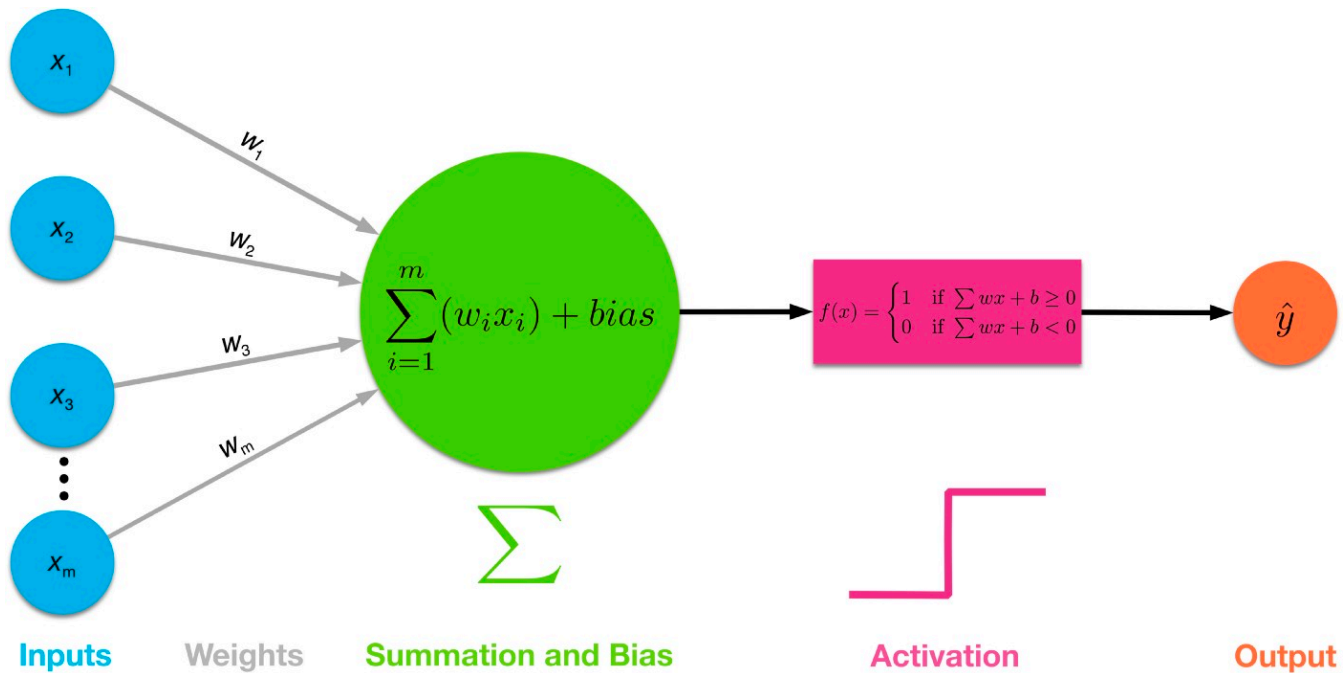 x₁
w₁
x₂
w₂
x₃
w₃
xₘ
wₘ
m
∑(wᵢxᵢ) + bias
i=1
f(x) = {1 if ∑ wx + b ≥ 0
0 if ∑ wx + b < 0
ŷ
∑
Inputs
Weights
Summation and Bias
Activation
Output